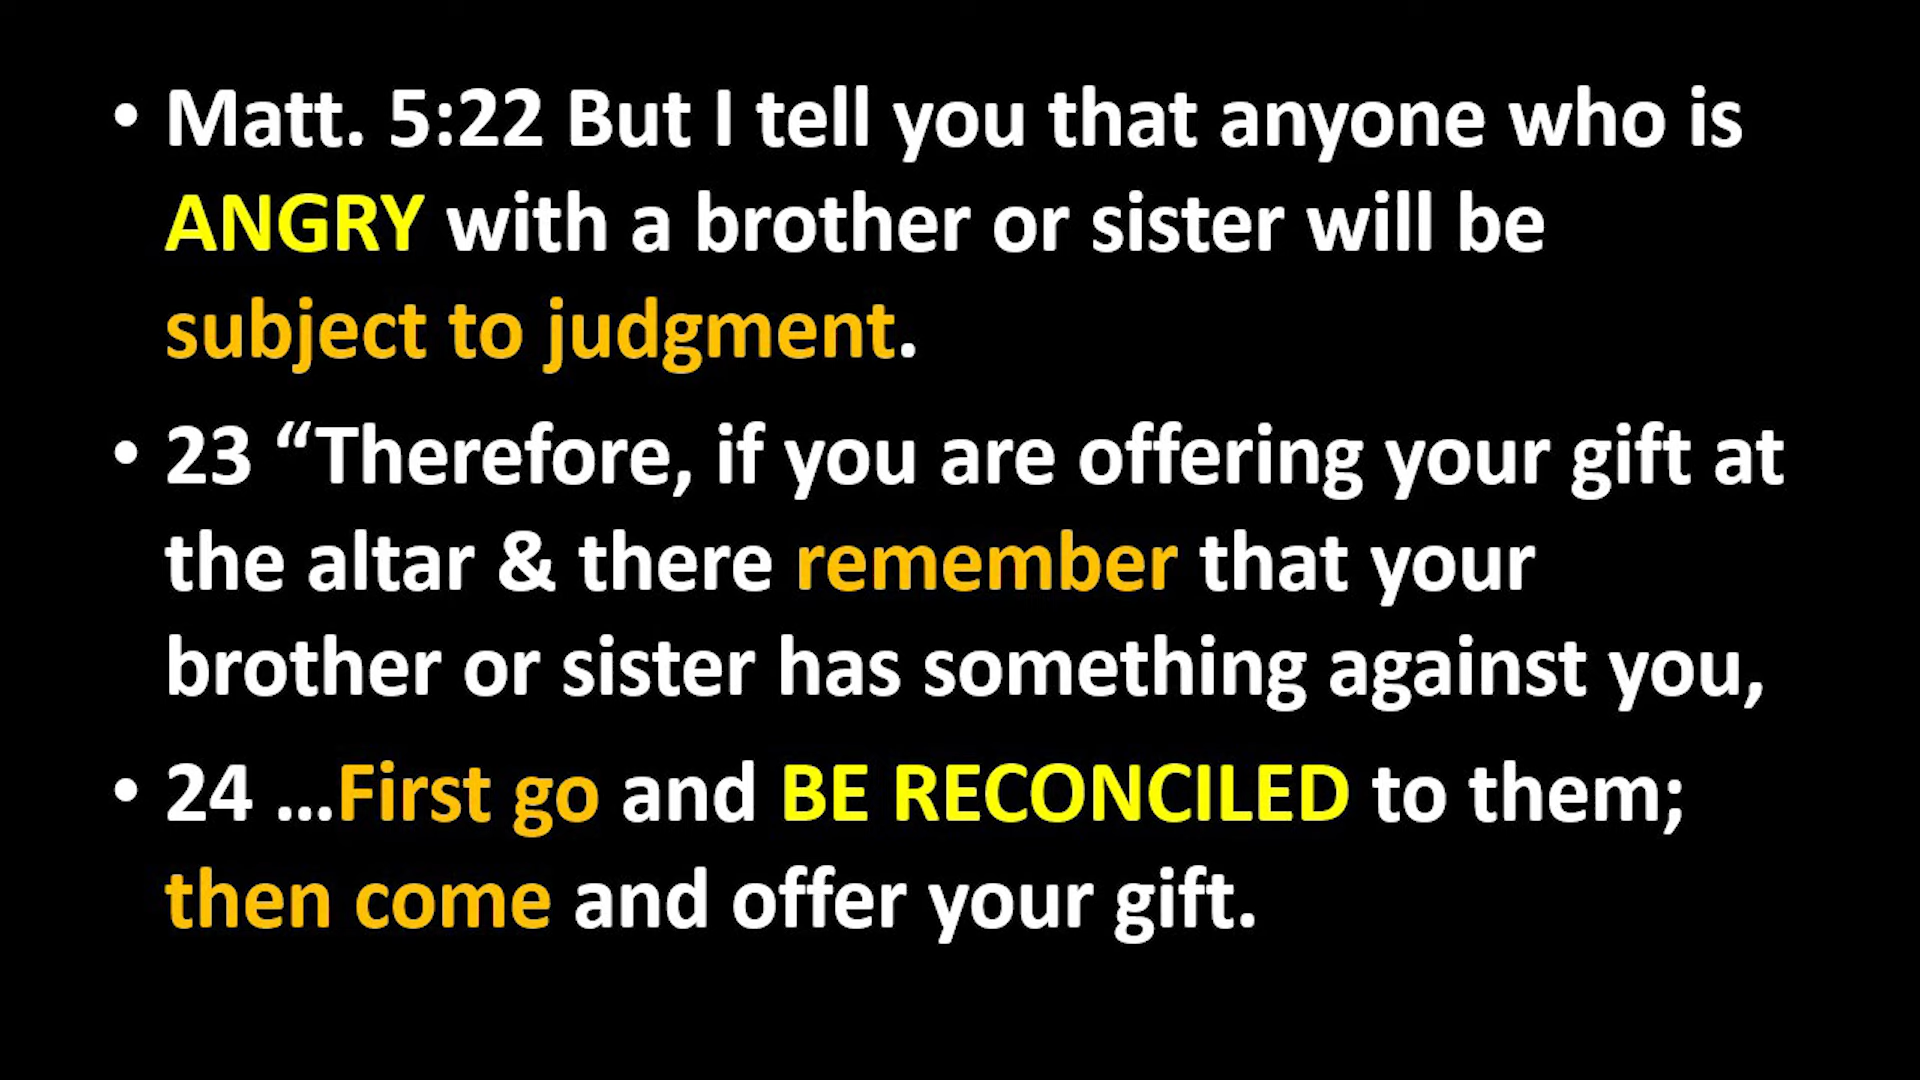 • Matt. 5:22 But I tell you that anyone who is
ANGRY with a brother or sister will be
subject to judgment.
• 23 “Therefore, if you are offering your gift at
the altar & there remember that your
brother or sister has something against you,
• 24 …First go and BE RECONCILED to them;
then come and offer your gift.